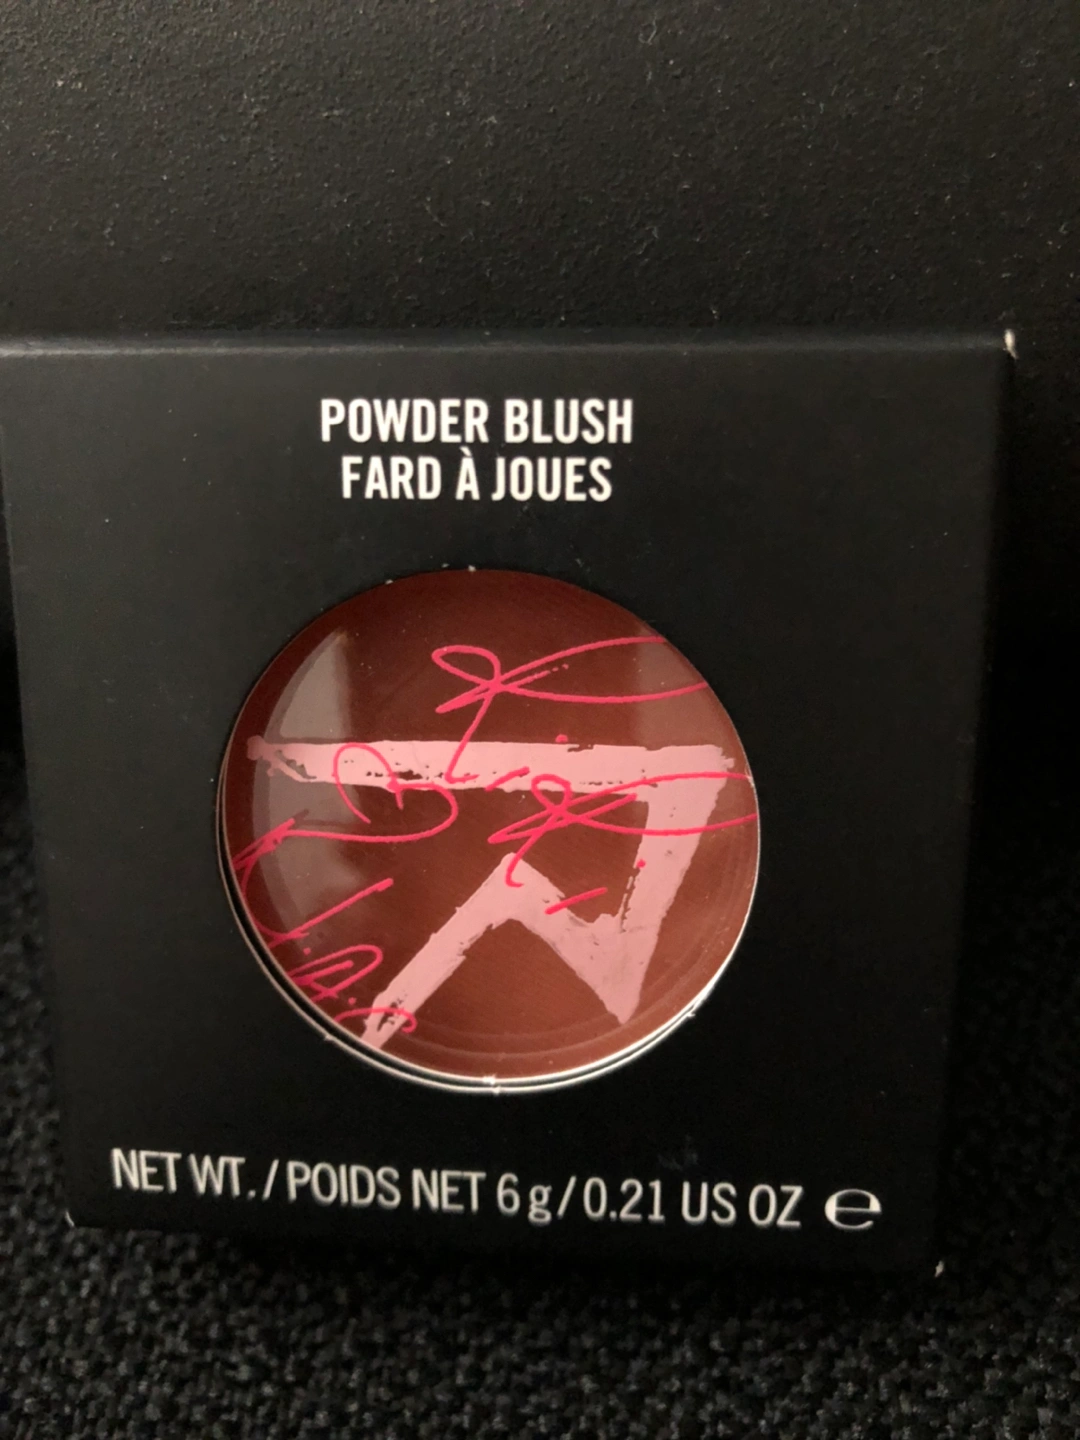 POWDER BLUSH
FARD À JOUES
NET WT. / POIDS NET 6 g / 0.21 US OZ ℮